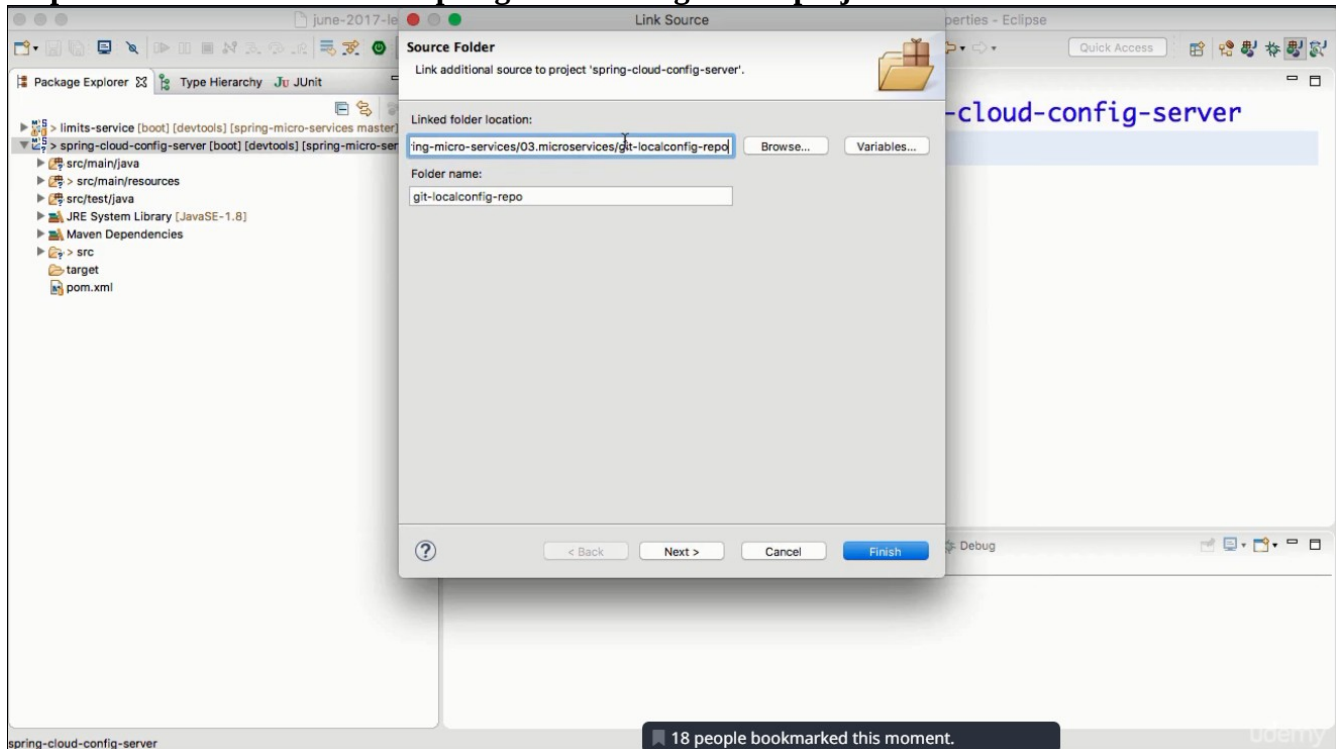 june-2017-le
Link Source
perties - Eclipse
Quick Access
Source Folder
Link additional source to project 'spring-cloud-config-server'.
Package Explorer
Type Hierarchy
JUnit
-cloud-config-server
> limits-service [boot] [devtools] [spring-micro-services master]
> spring-cloud-config-server [boot] [devtools] [spring-micro-ser
src/main/java
> src/main/resources
src/test/java
JRE System Library [JavaSE-1.8]
Maven Dependencies
> src
target
pom.xml
Linked folder location:
ing-micro-services/03.microservices/git-localconfig-repo
Browse...
Variables...
Folder name:
git-localconfig-repo
?
< Back
Next >
Cancel
Finish
Debug
spring-cloud-config-server
18 people bookmarked this moment.
udemy